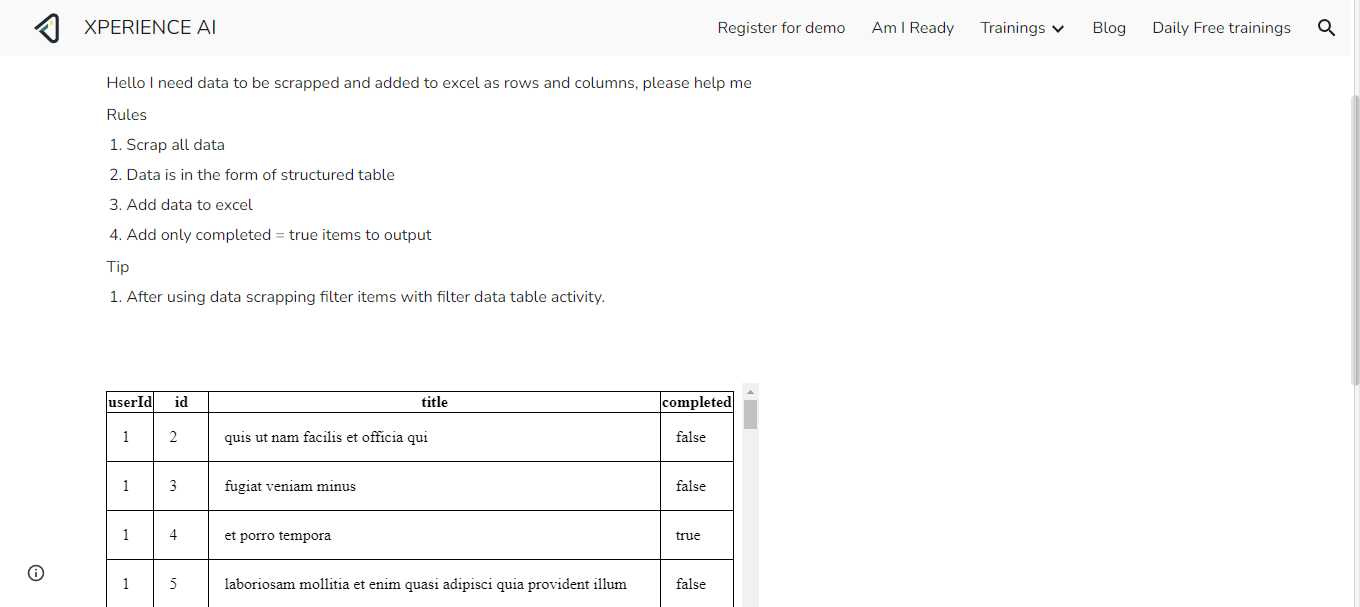 XPERIENCE AI
Register for demo Am I Ready Trainings Blog Daily Free trainings
Hello I need data to be scrapped and added to excel as rows and columns, please help me
Rules
1. Scrap all data
2. Data is in the form of structured table
3. Add data to excel
4. Add only completed = true items to output
Tip
1. After using data scrapping filter items with filter data table activity.
userId id title completed
1 2 quis ut nam facilis et officia qui false
1 3 fugiat veniam minus false
1 4 et porro tempora true
1 5 laboriosam mollitia et enim quasi adipisci quia provident illum false